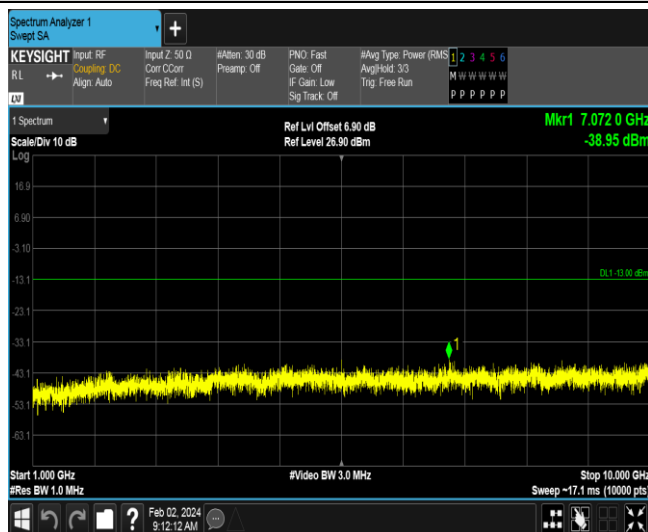 Spectrum Analyzer 1
Swept SA
KEYSIGHT Input: RF Input Z: 50 Ω #Atten: 30 dB PNO: Fast #Avg Type: Power (RMS 1 2 3 4 5 6
RL Coupling: DC Corr CCorr Preamp: Off Gate: Off Avg|Hold: 3/3 M W W W W W
Align: Auto Freq Ref: Int (S) IF Gain: Low Trig: Free Run
Sig Track: Off P P P P P P
LXI
1 Spectrum Ref Lvl Offset 6.90 dB Mkr1 7.072 0 GHz
Scale/Div 10 dB Ref Level 26.90 dBm -38.95 dBm
Log
16.9
6.90
-3.10
DL1 -13.00 dBm
-13.1
-23.1
-33.1
1
-43.1
-53.1
-63.1
Start 1.000 GHz #Video BW 3.0 MHz Stop 10.000 GHz
#Res BW 1.0 MHz Sweep ~17.1 ms (10000 pts)
Feb 02, 2024
9:12:12 AM